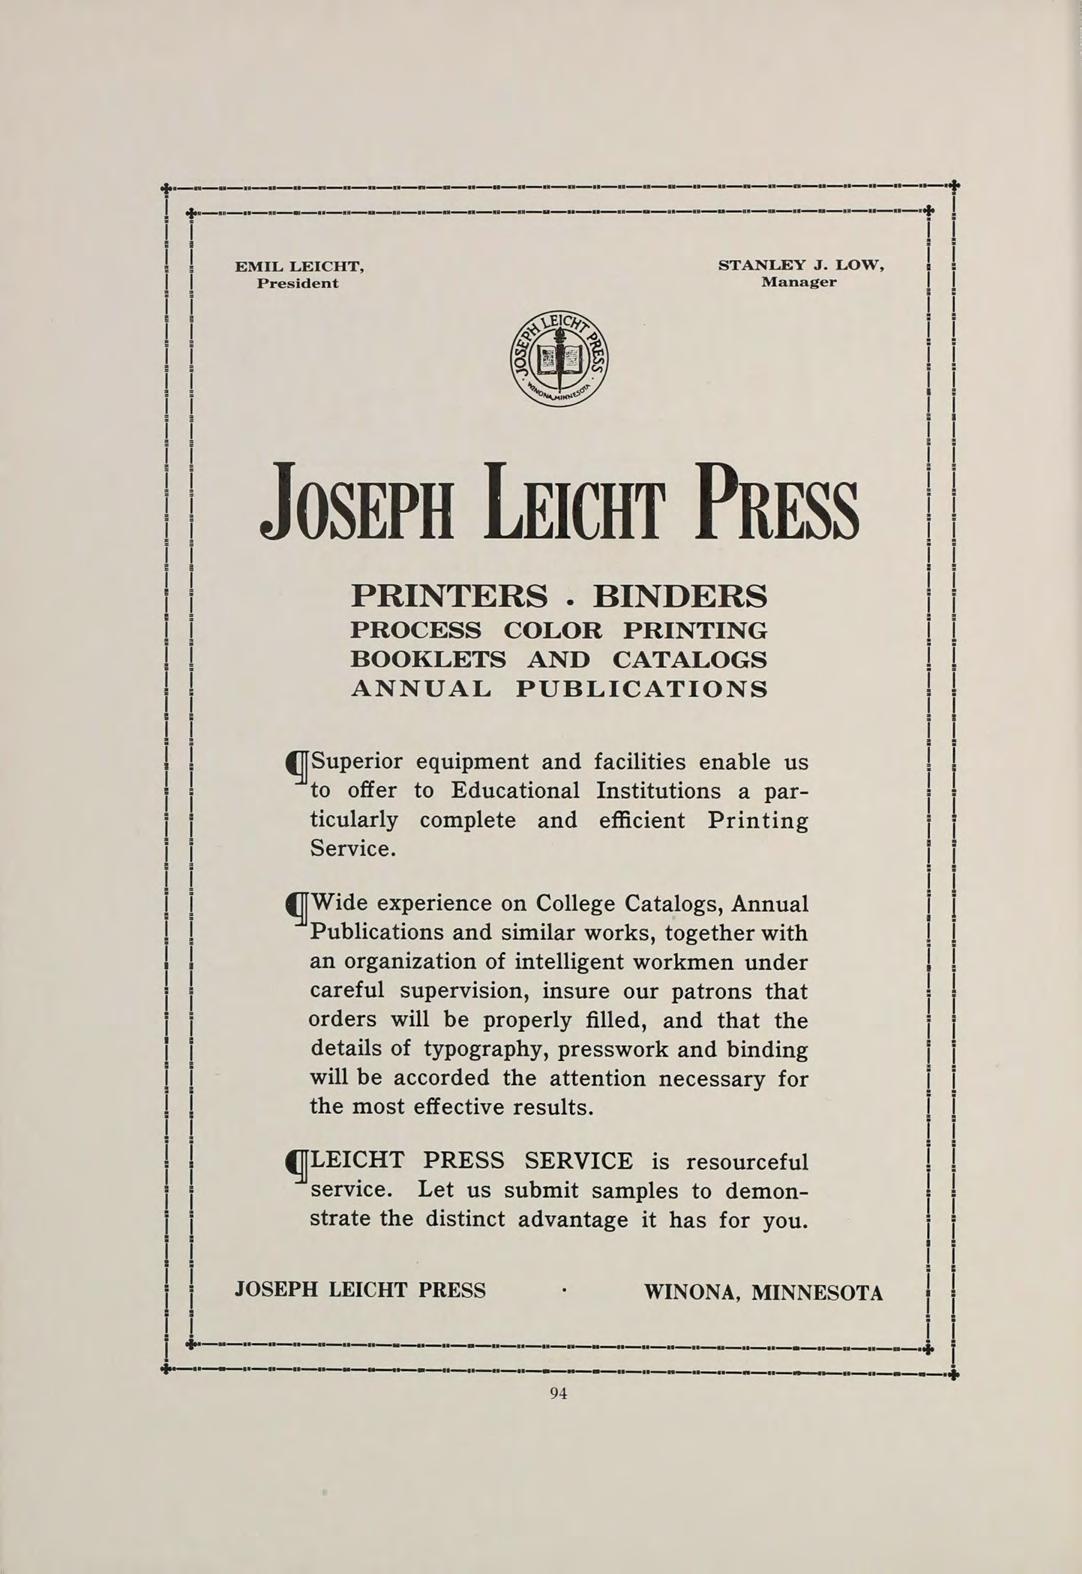 EMIL LEICHT,
President
STANLEY J. LOW,
Manager
JOSEPH LEICHT PRESS
WINONA, MINNESOTA
JOSEPH LEICHT PRESS
PRINTERS . BINDERS
PROCESS COLOR PRINTING
BOOKLETS AND CATALOGS
ANNUAL PUBLICATIONS
¶Superior equipment and facilities enable us
to offer to Educational Institutions a par-
ticularly complete and efficient Printing
Service.
¶Wide experience on College Catalogs, Annual
Publications and similar works, together with
an organization of intelligent workmen under
careful supervision, insure our patrons that
orders will be properly filled, and that the
details of typography, presswork and binding
will be accorded the attention necessary for
the most effective results.
¶LEICHT PRESS SERVICE is resourceful
service. Let us submit samples to demon-
strate the distinct advantage it has for you.
JOSEPH LEICHT PRESS · WINONA, MINNESOTA
94